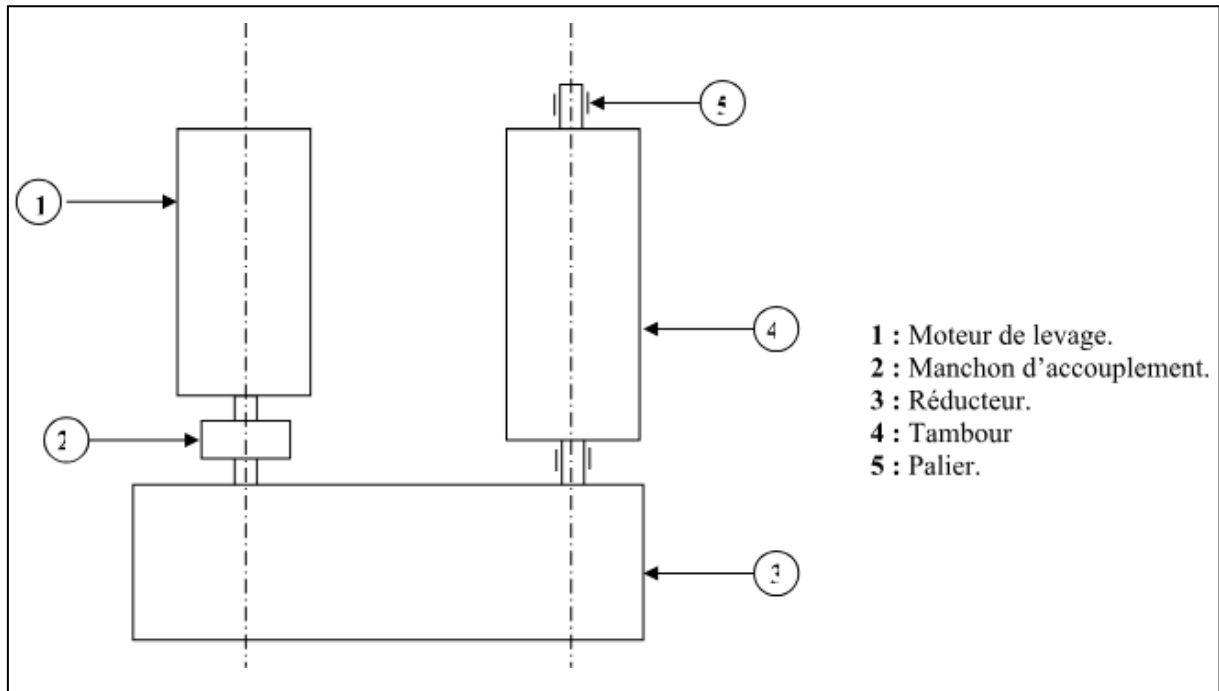 5
1
4
2
3
1 : Moteur de levage.
2 : Manchon d’accouplement.
3 : Réducteur.
4 : Tambour
5 : Palier.